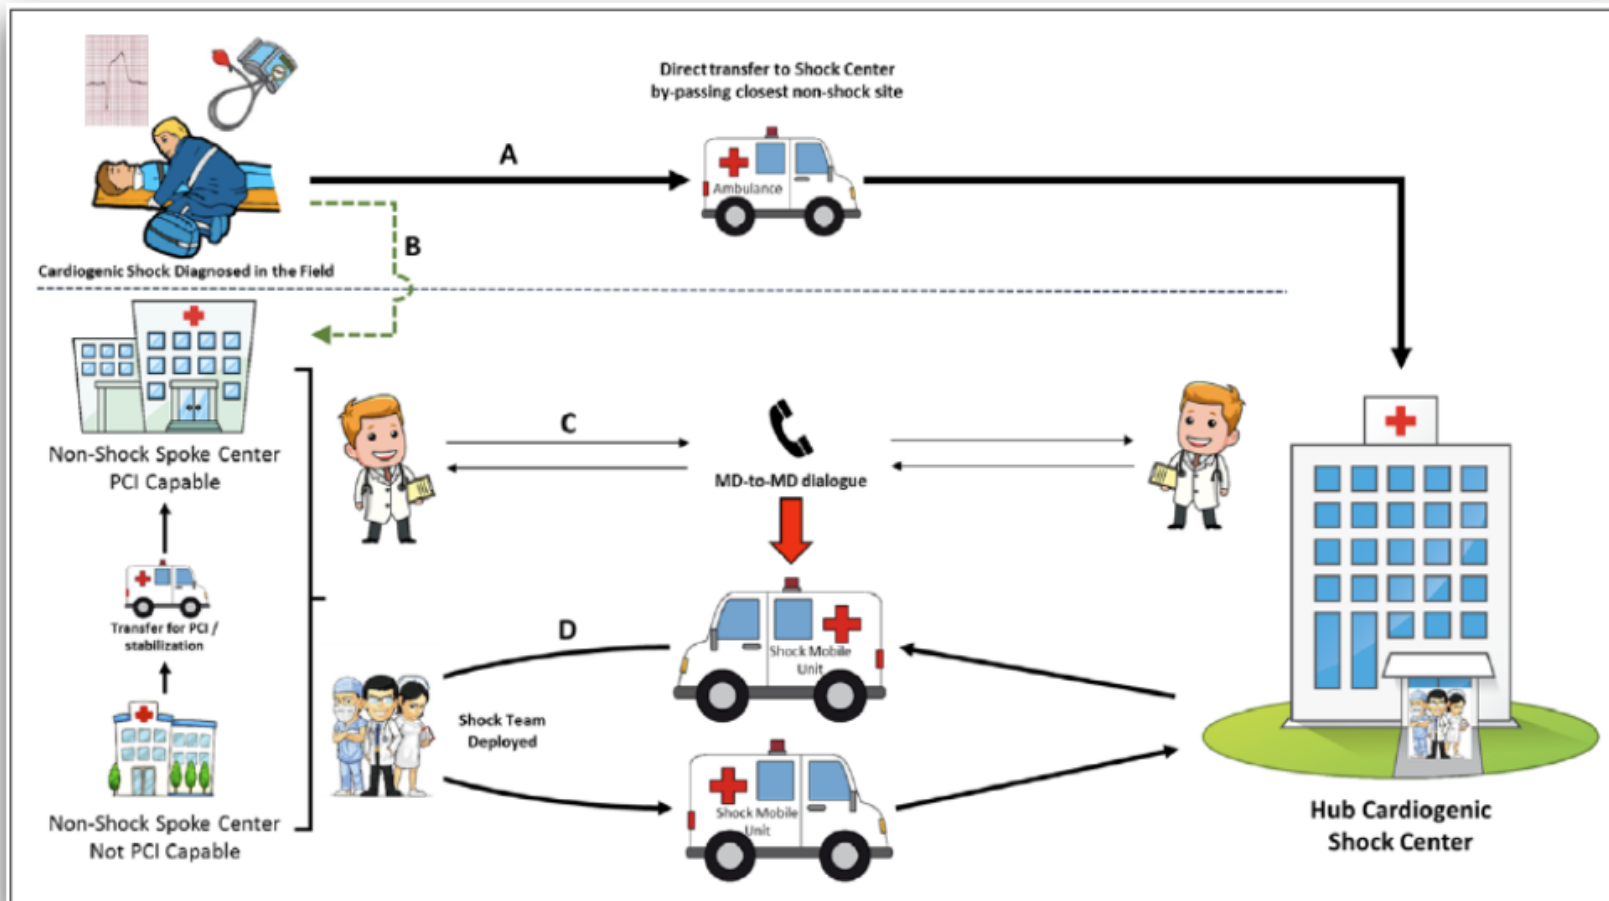 Direct transfer to Shock Center
by-passing closest non-shock site
A
Ambulance
B
Cardiogenic Shock Diagnosed in the Field
Non-Shock Spoke Center
PCI Capable
C
MD-to-MD dialogue
Transfer for PCI /
stabilization
D
Shock Mobile
Unit
Shock Team
Deployed
Non-Shock Spoke Center
Not PCI Capable
Shock Mobile
Unit
Hub Cardiogenic
Shock Center